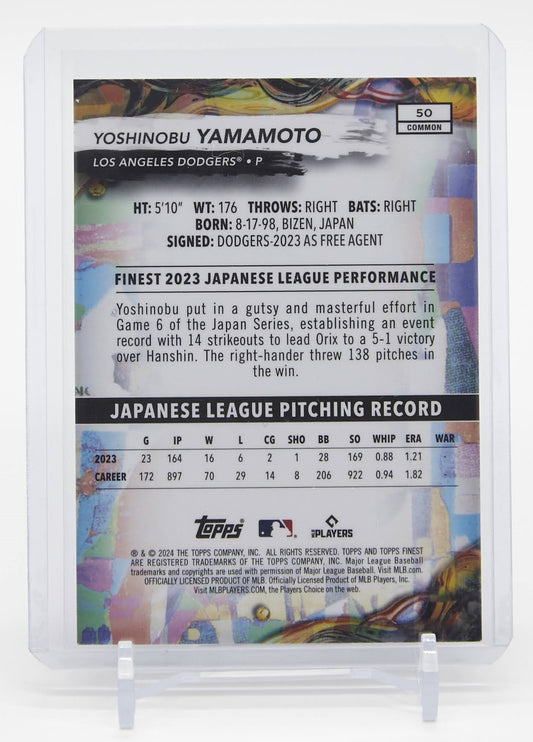 50
COMMON
YOSHINOBU YAMAMOTO
LOS ANGELES DODGERS® • P
HT: 5'10" WT: 176 THROWS: RIGHT BATS: RIGHT
BORN: 8-17-98, BIZEN, JAPAN
SIGNED: DODGERS-2023 AS FREE AGENT
FINEST 2023 JAPANESE LEAGUE PERFORMANCE
Yoshinobu put in a gutsy and masterful effort in
Game 6 of the Japan Series, establishing an event
record with 14 strikeouts to lead Orix to a 5-1 victory
over Hanshin. The right-hander threw 138 pitches in
the win.
JAPANESE LEAGUE PITCHING RECORD
G IP W L CG SHO BB SO WHIP ERA WAR
2023 23 164 16 6 2 1 28 169 0.88 1.21
CAREER 172 897 70 29 14 8 206 922 0.94 1.82
Topps
PLAYERS
® & © 2024 THE TOPPS COMPANY, INC. ALL RIGHTS RESERVED. TOPPS AND TOPPS FINEST
ARE REGISTERED TRADEMARKS OF THE TOPPS COMPANY, INC. Major League Baseball
trademarks and copyrights are used with permission of Major League Baseball. Visit MLB.com.
OFFICIALLY LICENSED PRODUCT OF MLB. Officially Licensed Product of MLB Players, Inc.
Visit MLBPLAYERS.COM, the Players Choice on the web.